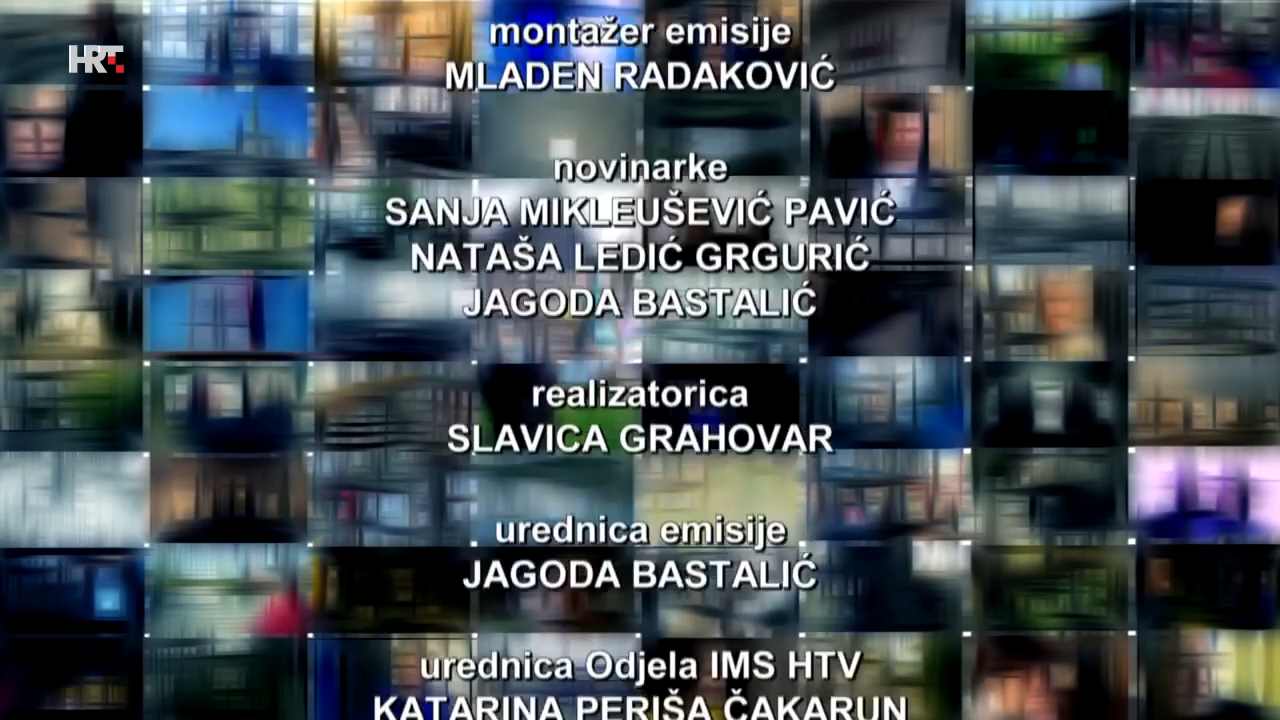 HRT
montažer emisije
MLADEN RADAKOVIĆ
novinarke
SANJA MIKLEUŠEVIĆ PAVIĆ
NATAŠA LEDIĆ GRGURIĆ
JAGODA BASTALIĆ
realizatorica
SLAVICA GRAHOVAR
urednica emisije
JAGODA BASTALIĆ
urednica Odjela IMS HTV
KATARINA PERIŠA ČAKARUN